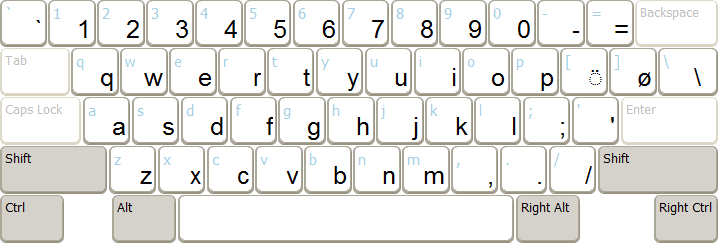 ` ` 1 1 2 2 3 3 4 4 5 5 6 6 7 7 8 8 9 9 0 0 - - = = Backspace
Tab q q w w e e r r t t y y u u i i o o p p [ ◌̈ ] ø \ \
Caps Lock a a s s d d f f g g h h j j k k l l ; ; ' ' Enter
Shift z z x x c c v v b b n n m m , , . . / / Shift
Ctrl Alt Right Alt Right Ctrl